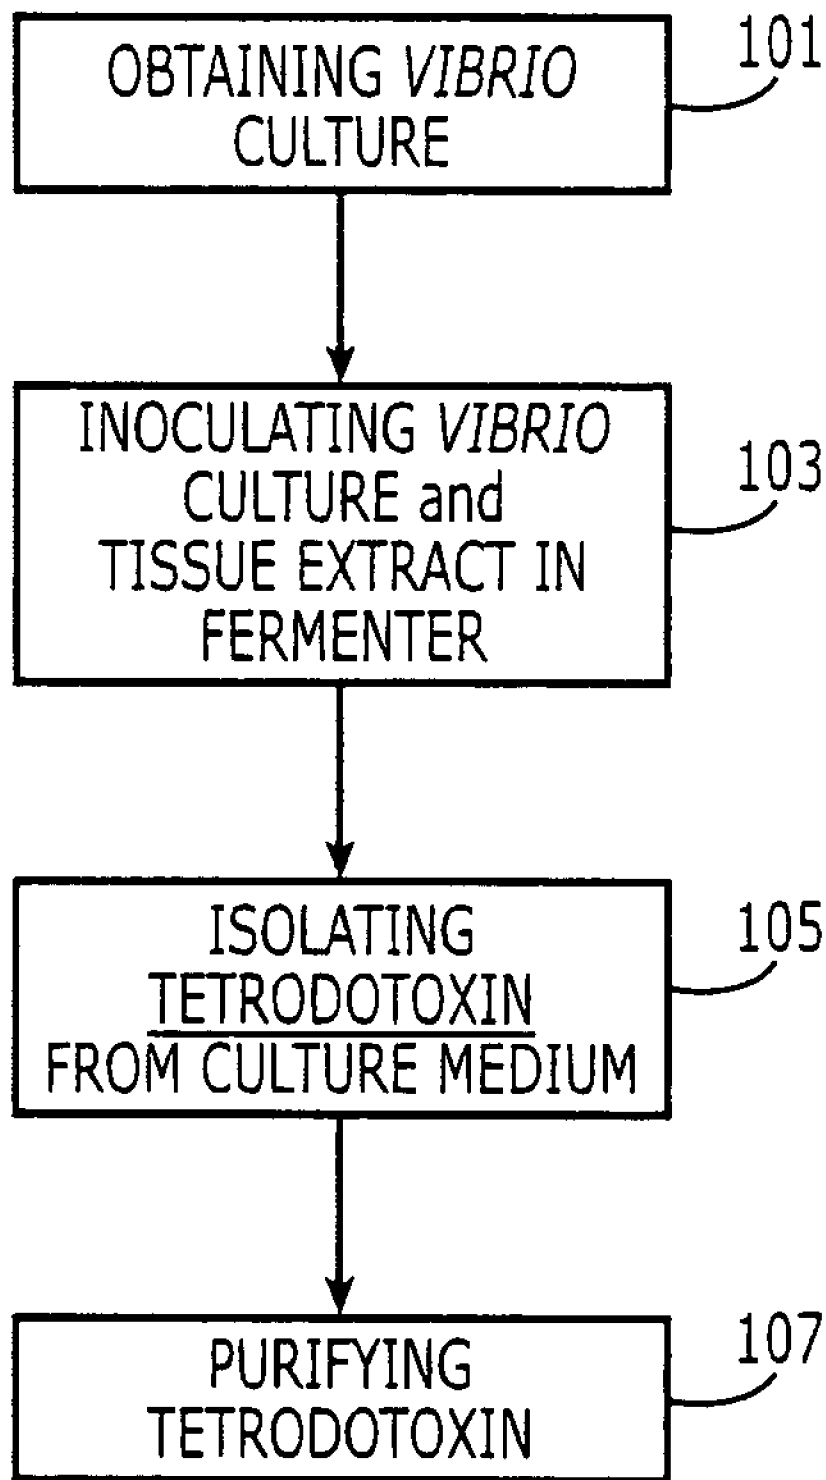 OBTAINING VIBRIO
CULTURE
101
INOCULATING VIBRIO
CULTURE and
TISSUE EXTRACT IN
FERMENTER
103
ISOLATING
TETRODOTOXIN
FROM CULTURE MEDIUM
105
PURIFYING
TETRODOTOXIN
107